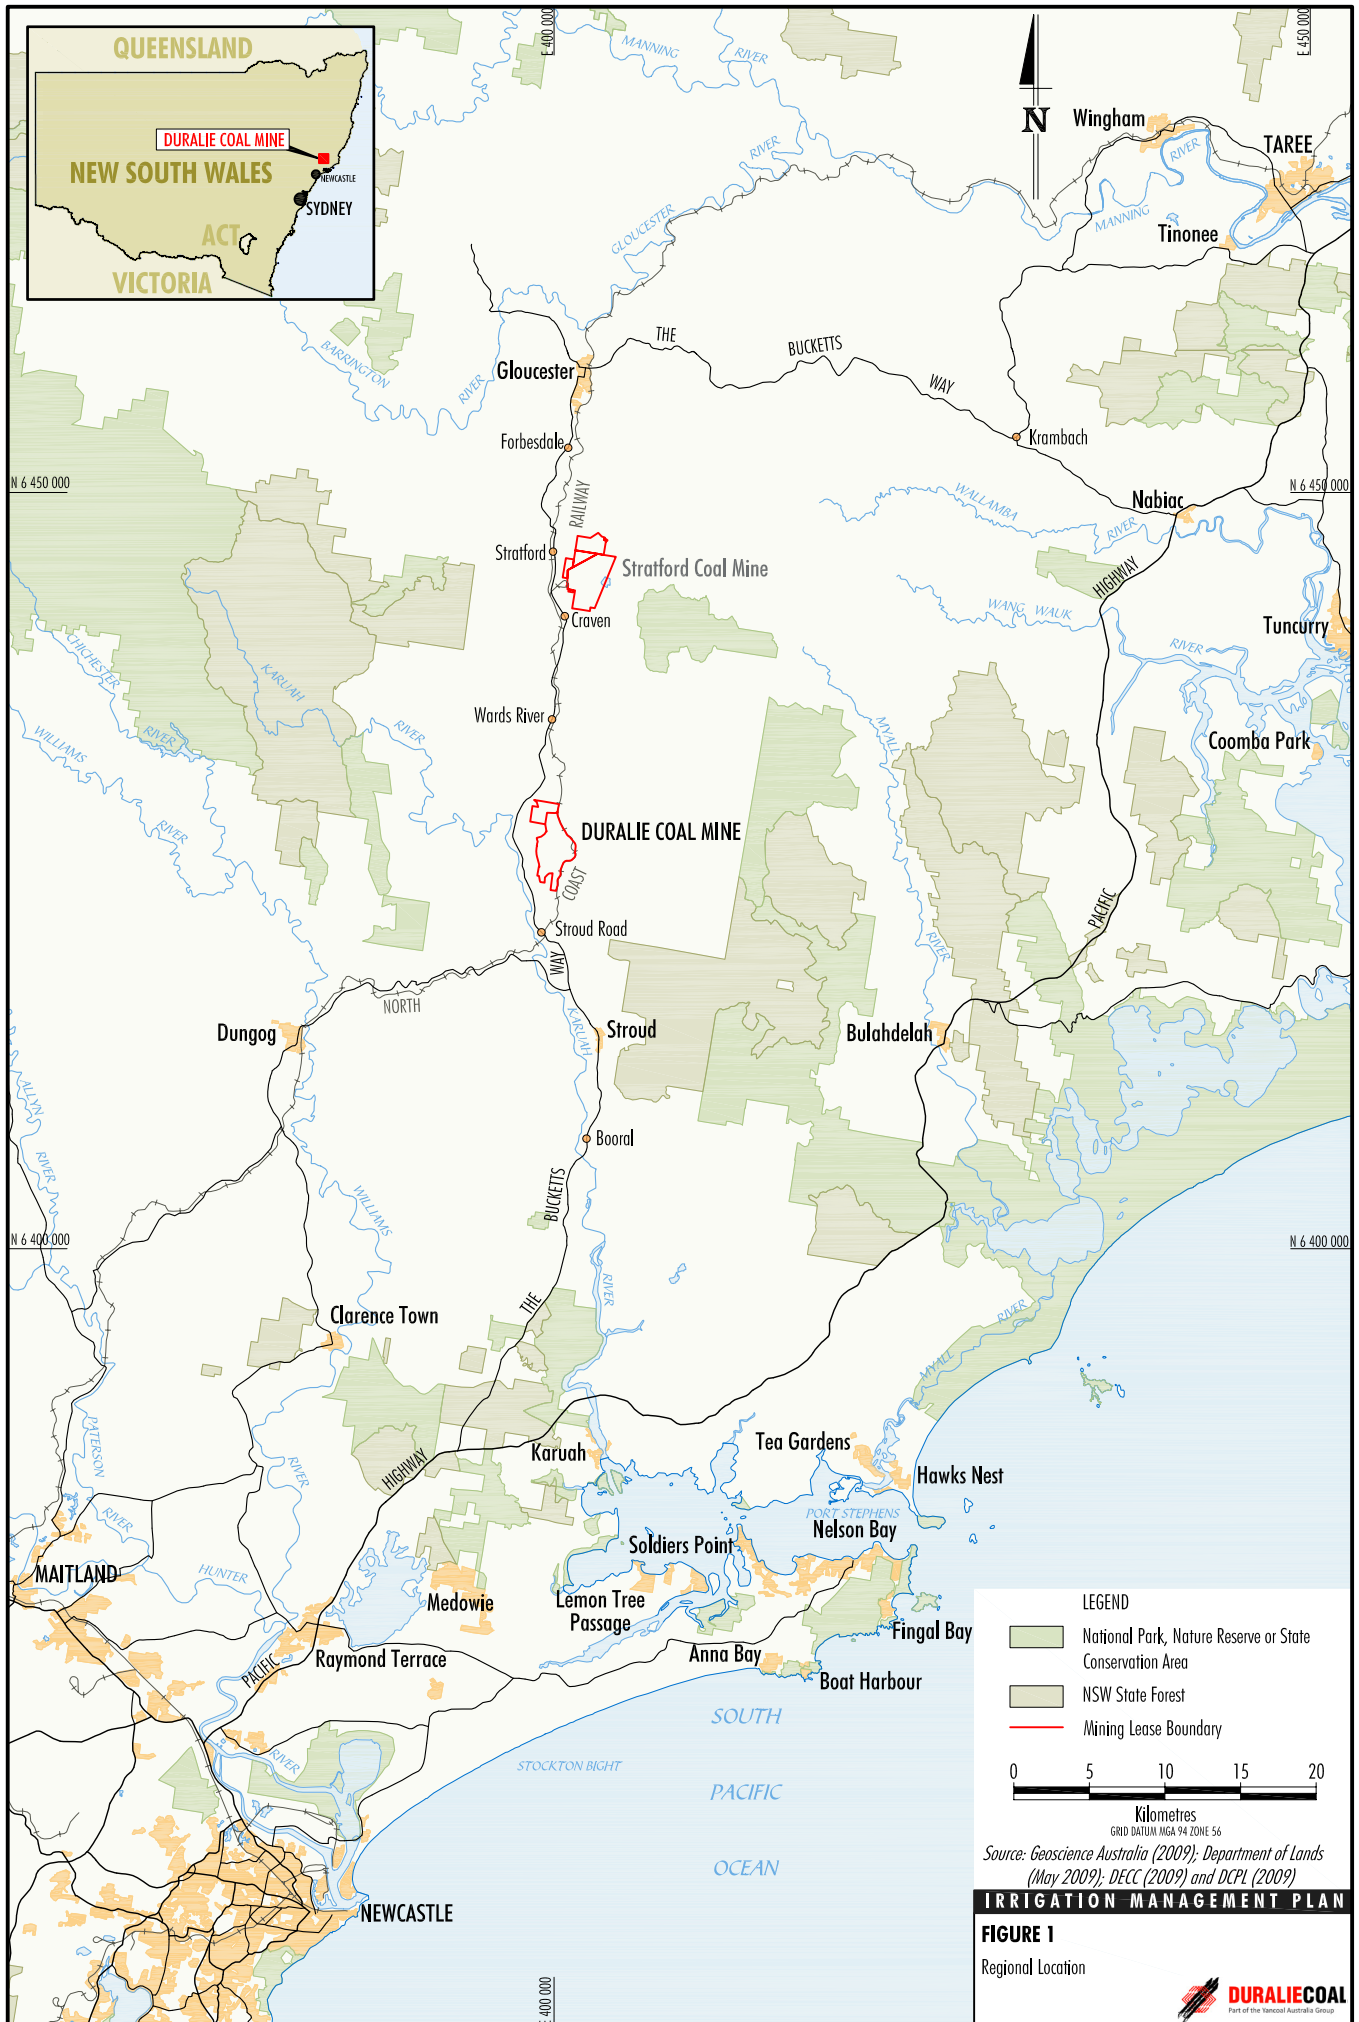 E 400 000
E 450 000
QUEENSLAND
DURALIE COAL MINE
NEW SOUTH WALES
NEWCASTLE
SYDNEY
ACT
VICTORIA
MANNING
RIVER
N
Wingham
TAREE
RIVER
RIVER
MANNING
GLOUCESTER
Tinonee
THE
BUCKETTS
WAY
BARRINGTON
RIVER
RIVER
Gloucester
Forbesdale
Krambach
N 6 450 000
N 6 450 000
RAILWAY
WALLAMBA
RIVER
Nabiac
Stratford
Stratford Coal Mine
HIGHWAY
WANG WAUK
Craven
Tuncurry
RIVER
CHICHESTER
KARUAH
RIVER
WILLIAMS
RIVER
Wards River
MYALL
Coomba Park
RIVER
DURALIE COAL MINE
COAST
PACIFIC
Stroud Road
WAY
RIVER
NORTH
Dungog
KARUAH
Stroud
Bulahdelah
ALLYN
RIVER
Booral
WILLIAMS
BUCKETTS
N 6 400 000
N 6 400 000
RIVER
THE
Clarence Town
RIVER
MYALL
PATERSON
RIVER
HIGHWAY
Karuah
Tea Gardens
Hawks Nest
RIVER
PORT STEPHENS
Nelson Bay
Soldiers Point
MAITLAND
HUNTER
Medowie
Lemon Tree
Passage
Fingal Bay
Raymond Terrace
PACIFIC
Anna Bay
Boat Harbour
SOUTH
PACIFIC
OCEAN
STOCKTON BIGHT
RIVER
NEWCASTLE
E 400 000
LEGEND
National Park, Nature Reserve or State
Conservation Area
NSW State Forest
Mining Lease Boundary
0 5 10 15 20
Kilometres
GRID DATUM MGA 94 ZONE 56
Source: Geoscience Australia (2009); Department of Lands
(May 2009); DECC (2009) and DCPL (2009)
IRRIGATION MANAGEMENT PLAN
FIGURE 1
Regional Location
DURALIECOAL
Part of the Yancoal Australia Group